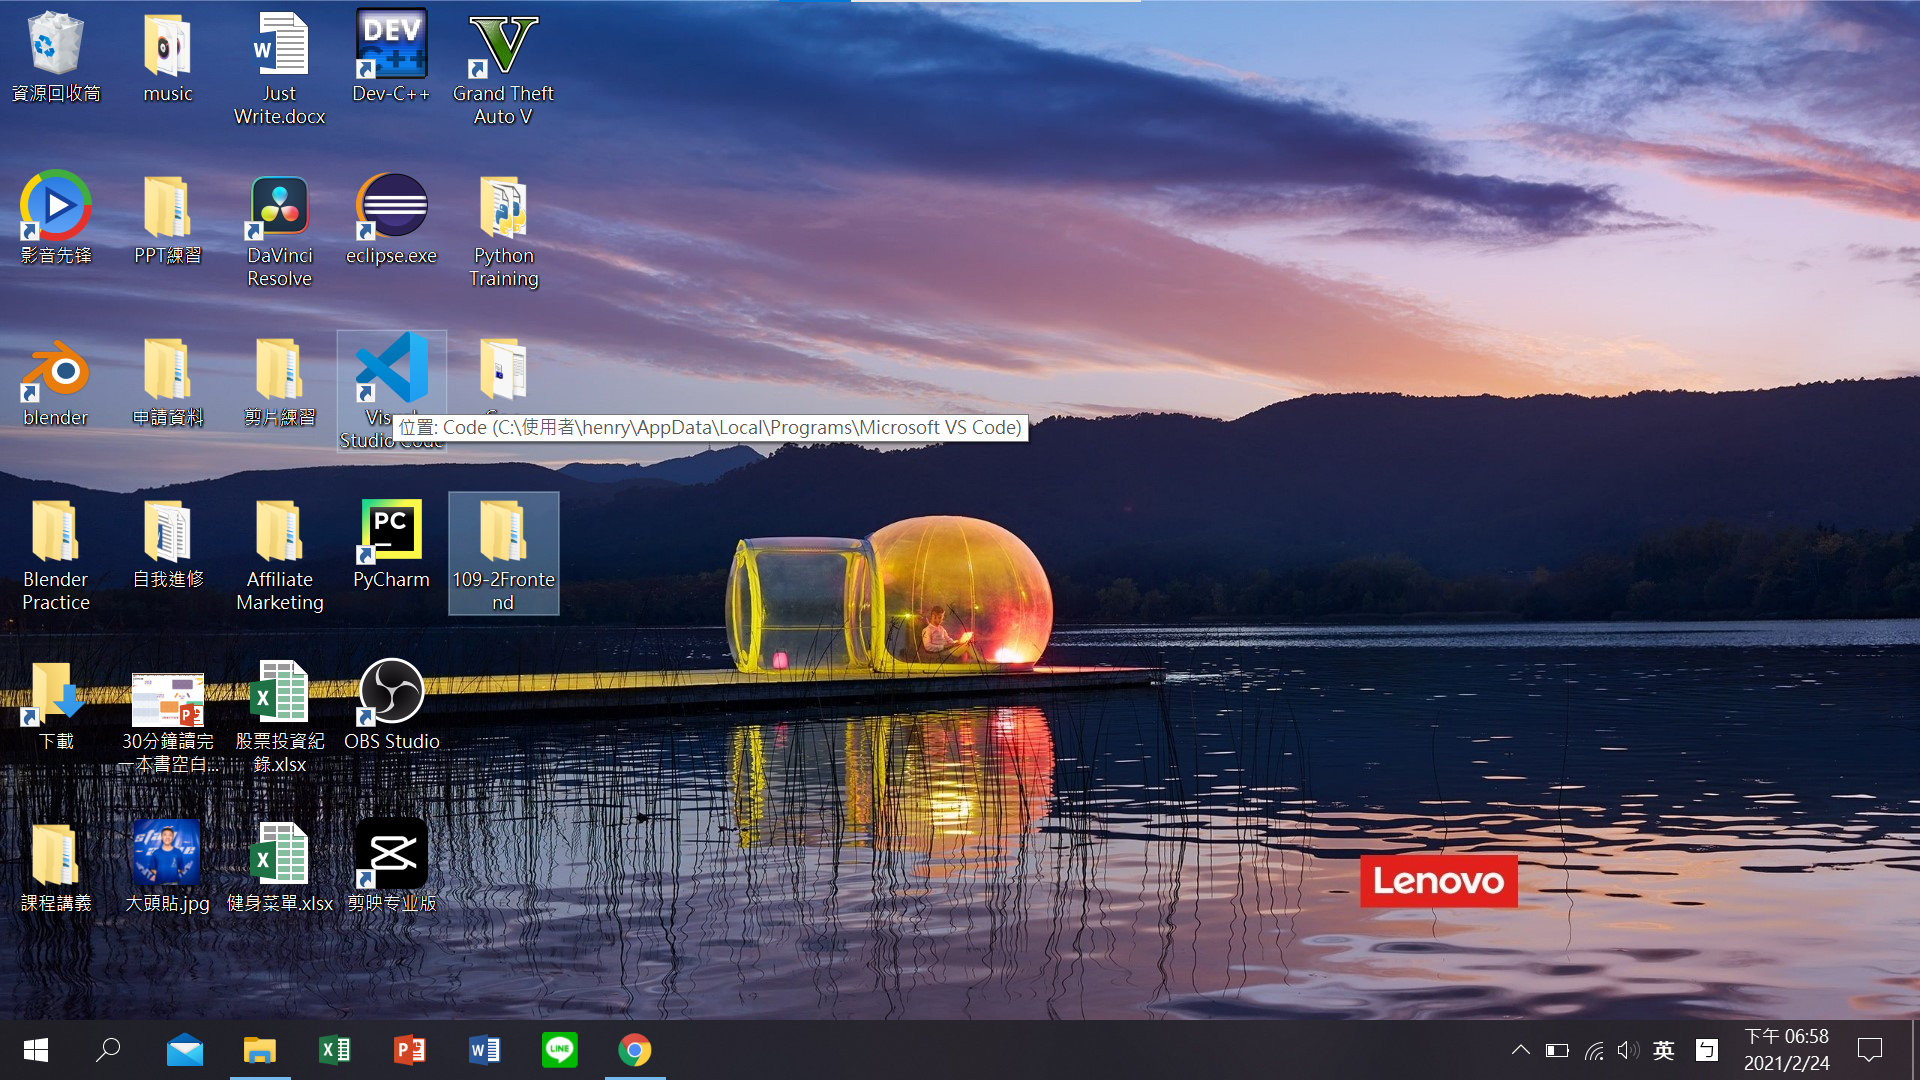 資源回收筒
music
Just
Write.docx
DEV
C++
Dev-C++
Grand Theft
Auto V
影音先锋
PPT練習
DaVinci
Resolve
eclipse.exe
Python
Training
blender
申請資料
剪片練習
Studio Code
位置: Code (C:\使用者\henry\AppData\Local\Programs\Microsoft VS Code)
Blender
Practice
自我進修
Affiliate
Marketing
PC
PyCharm
109-2Fronte
nd
下載
30分鐘讀完
一本書空白...
股票投資紀
錄.xlsx
OBS Studio
課程講義
大頭貼.jpg
健身菜單.xlsx
剪映专业版
Lenovo
LINE
英
ㄅ
下午 06:58
2021/2/24